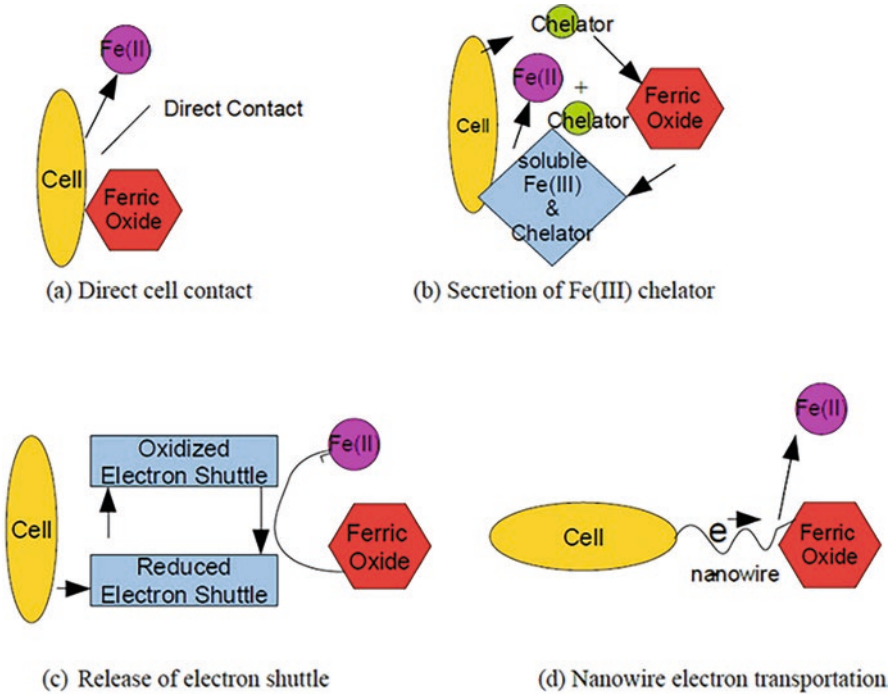 Fe(II)
Direct Contact
Cell
Ferric
Oxide
(a) Direct cell contact
Chelator
Fe(II)
+
Chelator
Cell
Ferric
Oxide
soluble
Fe(III)
&
Chelator
(b) Secretion of Fe(III) chelator
Cell
Oxidized
Electron Shuttle
Reduced
Electron Shuttle
Fe(II)
Ferric
Oxide
(c) Release of electron shuttle
Fe(II)
Cell
e
nanowire
Ferric
Oxide
(d) Nanowire electron transportation